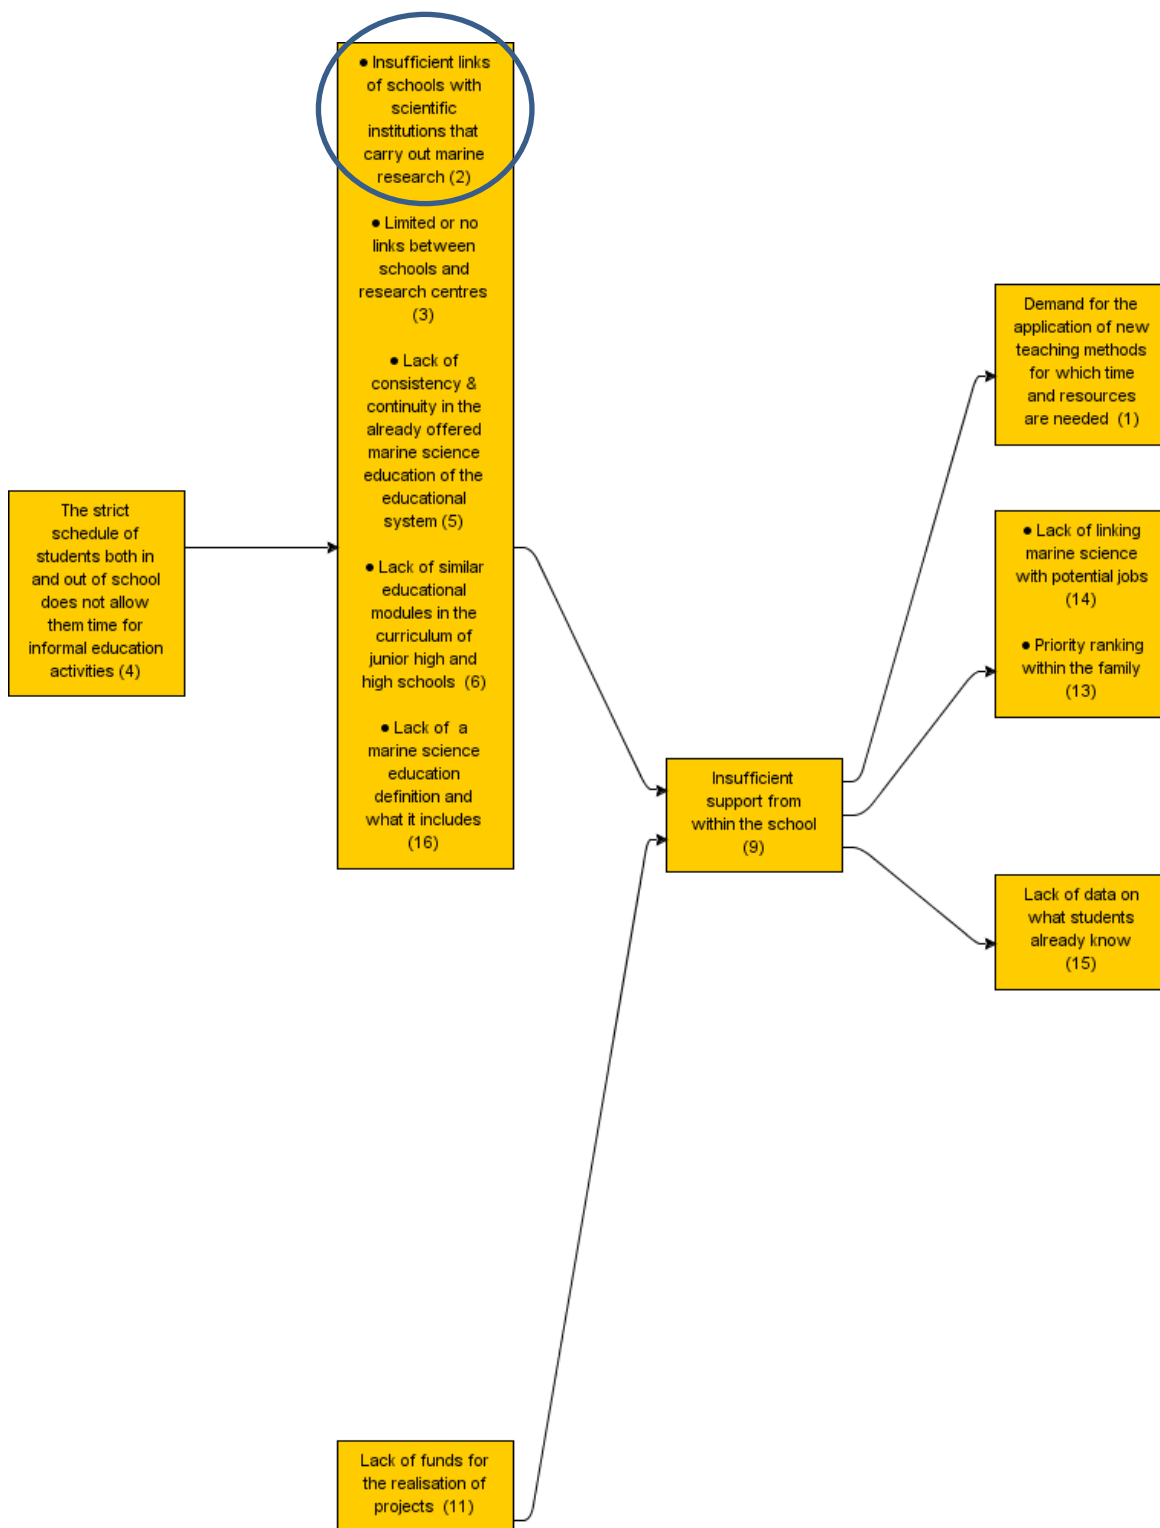 The strict
schedule of
students both in
and out of school
does not allow
them time for
informal education
activities (4)
● Insufficient links
of schools with
scientific
institutions that
carry out marine
research (2)
● Limited or no
links between
schools and
research centres
(3)
● Lack of
consistency &
continuity in the
already offered
marine science
education of the
educational
system (5)
● Lack of similar
educational
modules in the
curriculum of
junior high and
high schools (6)
● Lack of a
marine science
education
definition and
what it includes
(16)
Lack of funds for
the realisation of
projects (11)
Insufficient
support from
within the school
(9)
Demand for the
application of new
teaching methods
for which time
and resources
are needed (1)
● Lack of linking
marine science
with potential jobs
(14)
● Priority ranking
within the family
(13)
Lack of data on
what students
already know
(15)